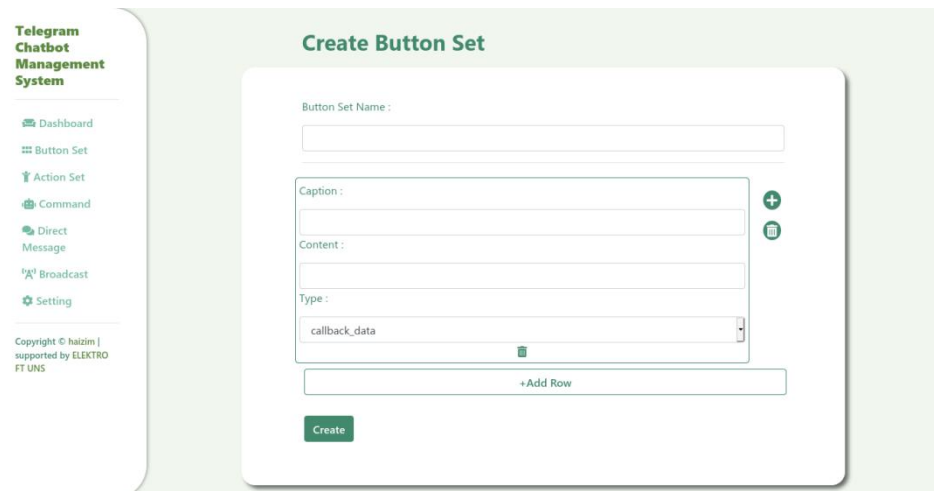 Telegram
Chatbot
Management
System
Dashboard
Button Set
Action Set
Command
Direct
Message
Broadcast
Setting
Copyright © haizim |
supported by ELEKTRO
FT UNS
Create Button Set
Button Set Name :
Caption :
Content :
Type :
callback_data
+Add Row
Create